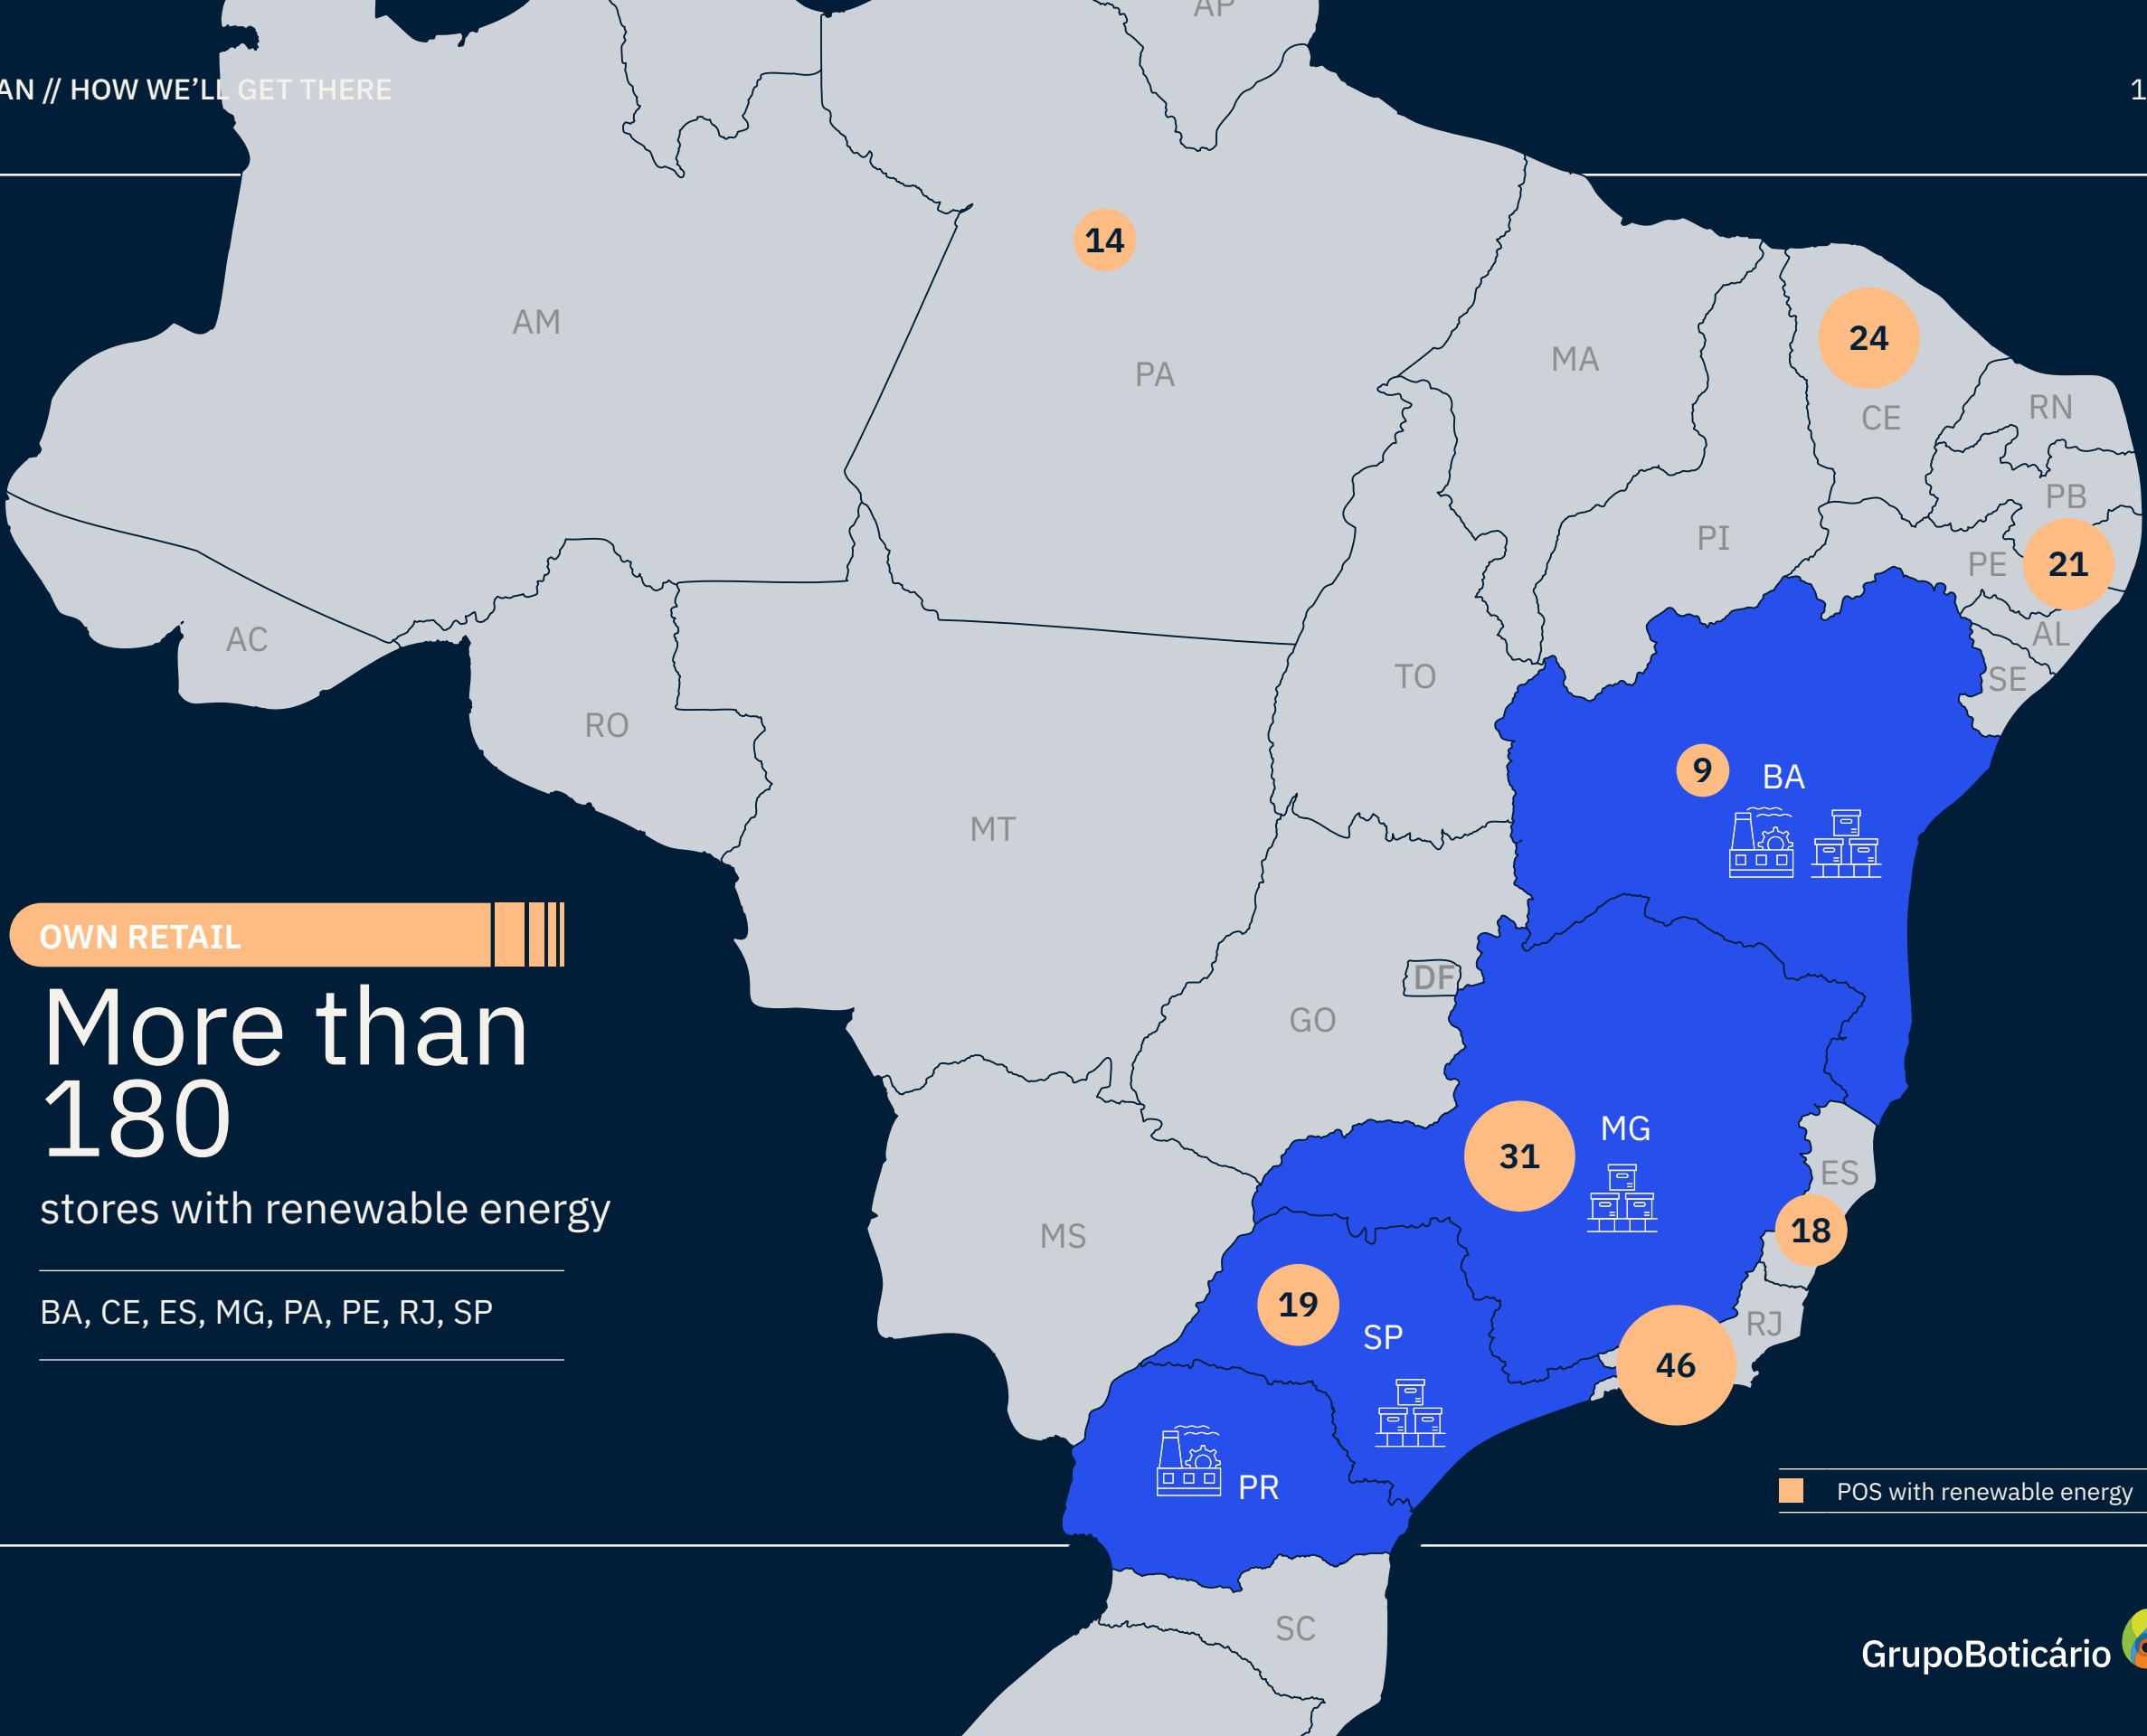 AP
AN // HOW WE'LL GET THERE
1
14
AM
24
MA
PA
CE
RN
PB
PI
PE
21
AL
AC
TO
SE
RO
9
BA
MT
OWN RETAIL
DF
GO
More than
180
MG
31
ES
stores with renewable energy
18
MS
19
BA, CE, ES, MG, PA, PE, RJ, SP
RJ
SP
46
PR
POS with renewable energy
SC
GrupoBoticário